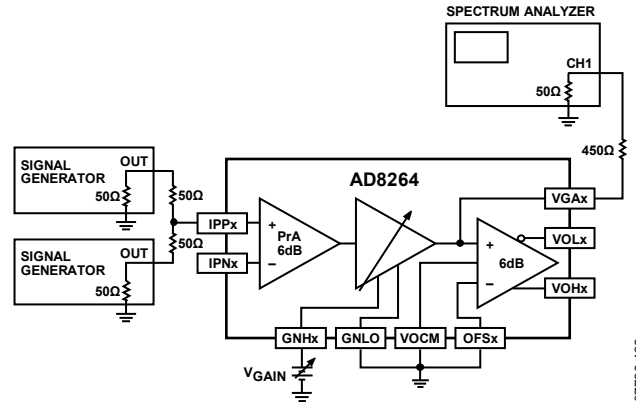 SPECTRUM ANALYZER
CH1
50Ω
450Ω
SIGNAL
GENERATOR
OUT
50Ω
50Ω
50Ω
SIGNAL
GENERATOR
OUT
50Ω
AD8264
IPPx
IPNx
+
PrA
6dB
−
+
6dB
−
VGAx
VOLx
VOHx
GNHx
GNLO
VOCM
OFSx
VGAIN